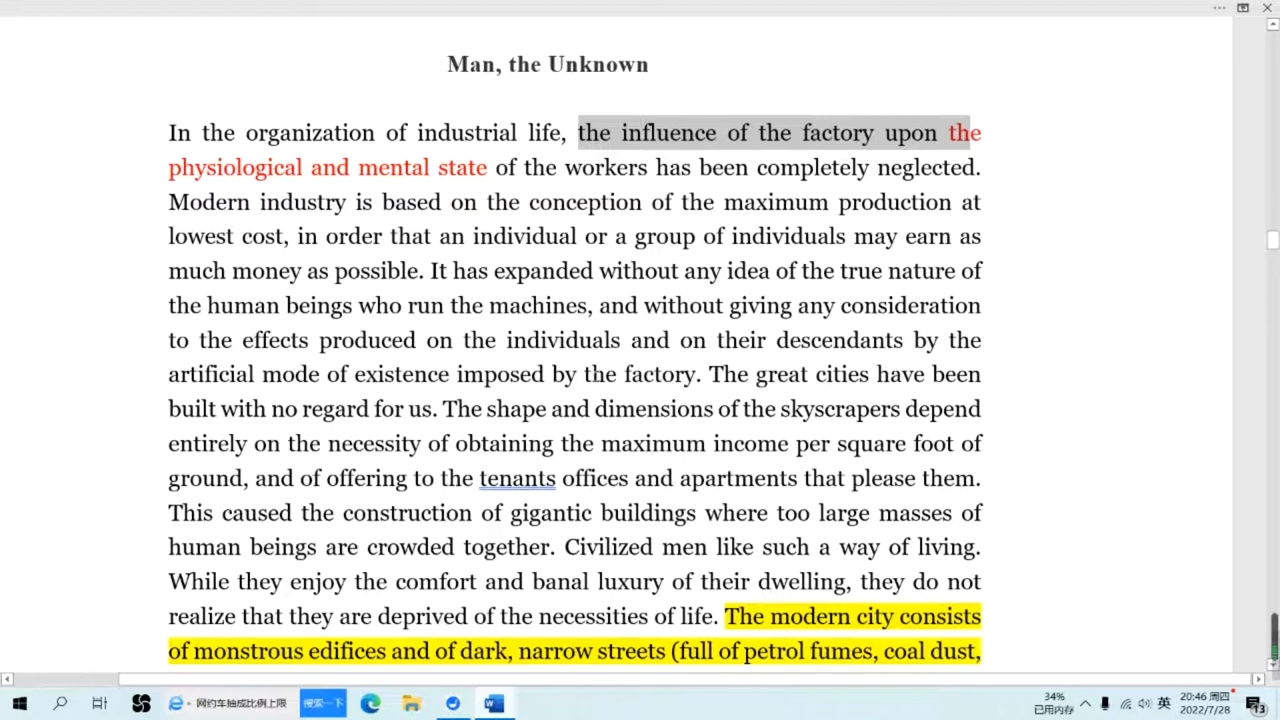 Man, the Unknown
In the organization of industrial life, the influence of the factory upon the
physiological and mental state of the workers has been completely neglected.
Modern industry is based on the conception of the maximum production at
lowest cost, in order that an individual or a group of individuals may earn as
much money as possible. It has expanded without any idea of the true nature of
the human beings who run the machines, and without giving any consideration
to the effects produced on the individuals and on their descendants by the
artificial mode of existence imposed by the factory. The great cities have been
built with no regard for us. The shape and dimensions of the skyscrapers depend
entirely on the necessity of obtaining the maximum income per square foot of
ground, and of offering to the tenants offices and apartments that please them.
This caused the construction of gigantic buildings where too large masses of
human beings are crowded together. Civilized men like such a way of living.
While they enjoy the comfort and banal luxury of their dwelling, they do not
realize that they are deprived of the necessities of life. The modern city consists
of monstrous edifices and of dark, narrow streets (full of petrol fumes, coal dust,
网约车抽成比例上限 搜索一下 34% 英 20:46 周四
已用内存 2022/7/28 13